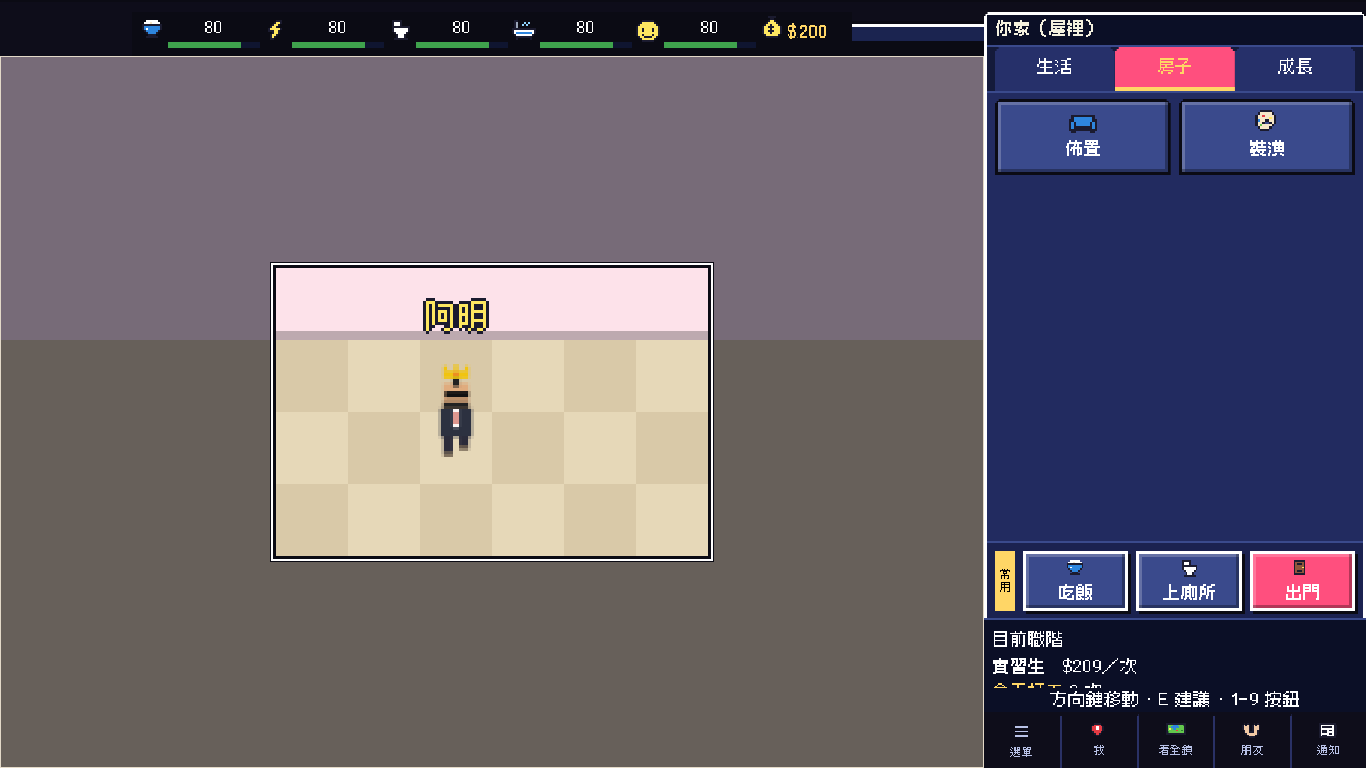 80 80 80 80 80 $200
你家（屋裡）
生活 房子 成長
佈置 裝潢
阿明
常用 吃飯 上廁所 出門
目前職階
實習生 $209／次
方向鍵移動・E 建議・1-9 按鈕
選單 我 看全鎮 朋友 通知